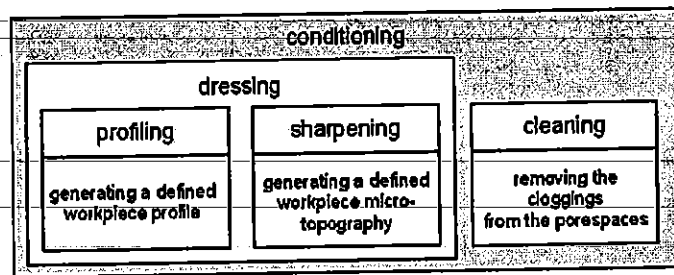 conditioning
dressing
profiling
generating a defined
workpiece profile
sharpening
generating a defined
workpiece micro-
topography
cleaning
removing the
cloggings
from the porespaces